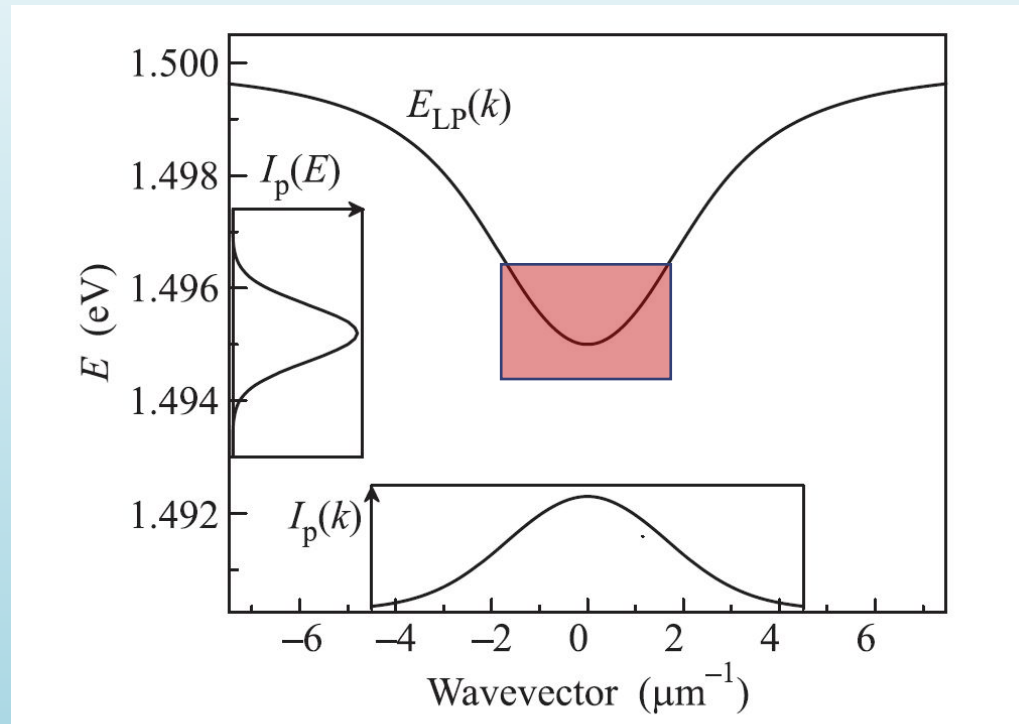 1.500
E_LP(k)
1.498
I_p(E)
1.496
E (eV)
1.494
1.492
I_p(k)
−6 −4 −2 0 2 4 6
Wavevector (μm⁻¹)